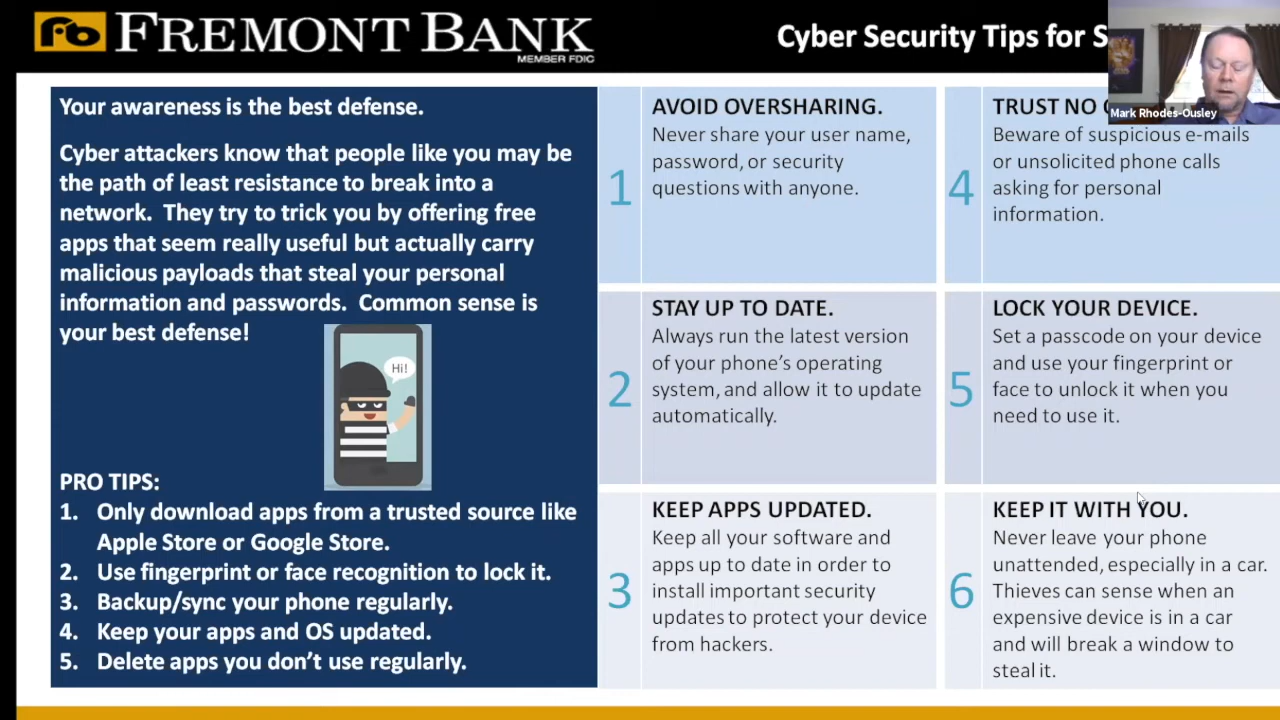 fb FREMONT BANK
MEMBER FDIC
Cyber Security Tips for S
Mark Rhodes-Ousley
Your awareness is the best defense.
Cyber attackers know that people like you may be
the path of least resistance to break into a
network. They try to trick you by offering free
apps that seem really useful but actually carry
malicious payloads that steal your personal
information and passwords. Common sense is
your best defense!
Hi!
PRO TIPS:
1. Only download apps from a trusted source like
Apple Store or Google Store.
2. Use fingerprint or face recognition to lock it.
3. Backup/sync your phone regularly.
4. Keep your apps and OS updated.
5. Delete apps you don't use regularly.
1
AVOID OVERSHARING.
Never share your user name,
password, or security
questions with anyone.
2
STAY UP TO DATE.
Always run the latest version
of your phone's operating
system, and allow it to update
automatically.
3
KEEP APPS UPDATED.
Keep all your software and
apps up to date in order to
install important security
updates to protect your device
from hackers.
4
TRUST NO
Beware of suspicious e-mails
or unsolicited phone calls
asking for personal
information.
5
LOCK YOUR DEVICE.
Set a passcode on your device
and use your fingerprint or
face to unlock it when you
need to use it.
6
KEEP IT WITH YOU.
Never leave your phone
unattended, especially in a car.
Thieves can sense when an
expensive device is in a car
and will break a window to
steal it.